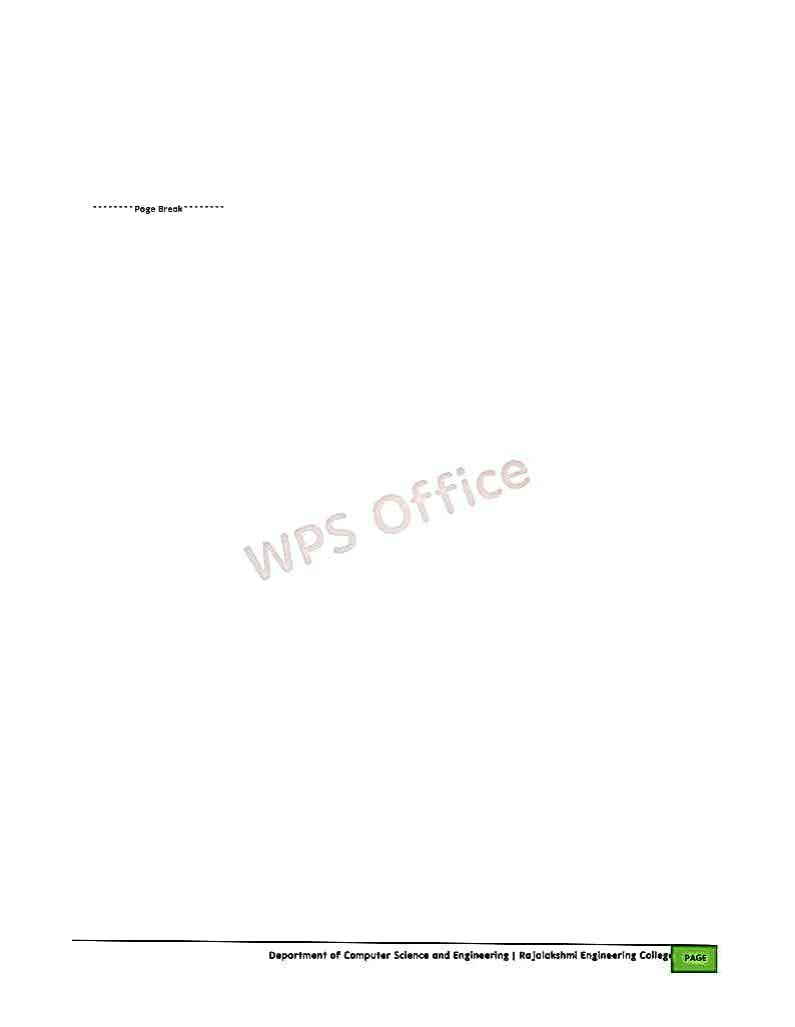 --------Page Break--------
WPS Office
Department of Computer Science and Engineering | Rajalakshmi Engineering College
PAGE